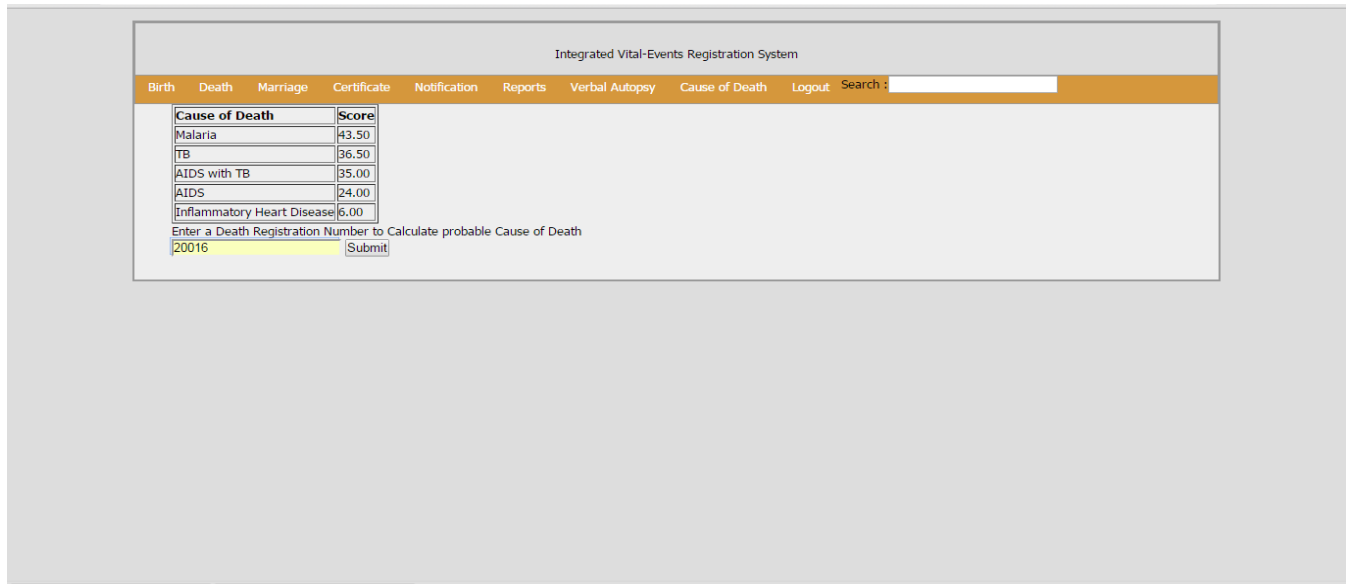 Integrated Vital-Events Registration System
Birth Death Marriage Certificate Notification Reports Verbal Autopsy Cause of Death Logout Search :
Cause of Death Score
Malaria 43.50
TB 36.50
AIDS with TB 35.00
AIDS 24.00
Inflammatory Heart Disease 6.00
Enter a Death Registration Number to Calculate probable Cause of Death
20016 Submit